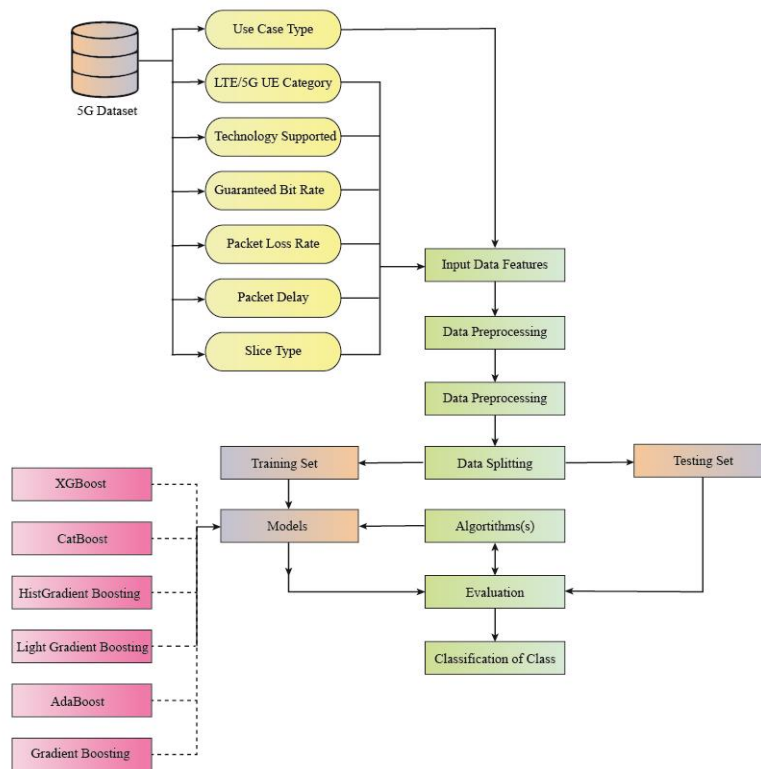 Use Case Type
5G Dataset
LTE/5G UE Category
Technology Supported
Guaranteed Bit Rate
Packet Loss Rate
Packet Delay
Slice Type
Input Data Features
Data Preprocessing
Data Preprocessing
Training Set
Data Splitting
Testing Set
Models
Algortithms(s)
Evaluation
Classification of Class
XGBoost
CatBoost
HistGradient Boosting
Light Gradient Boosting
AdaBoost
Gradient Boosting